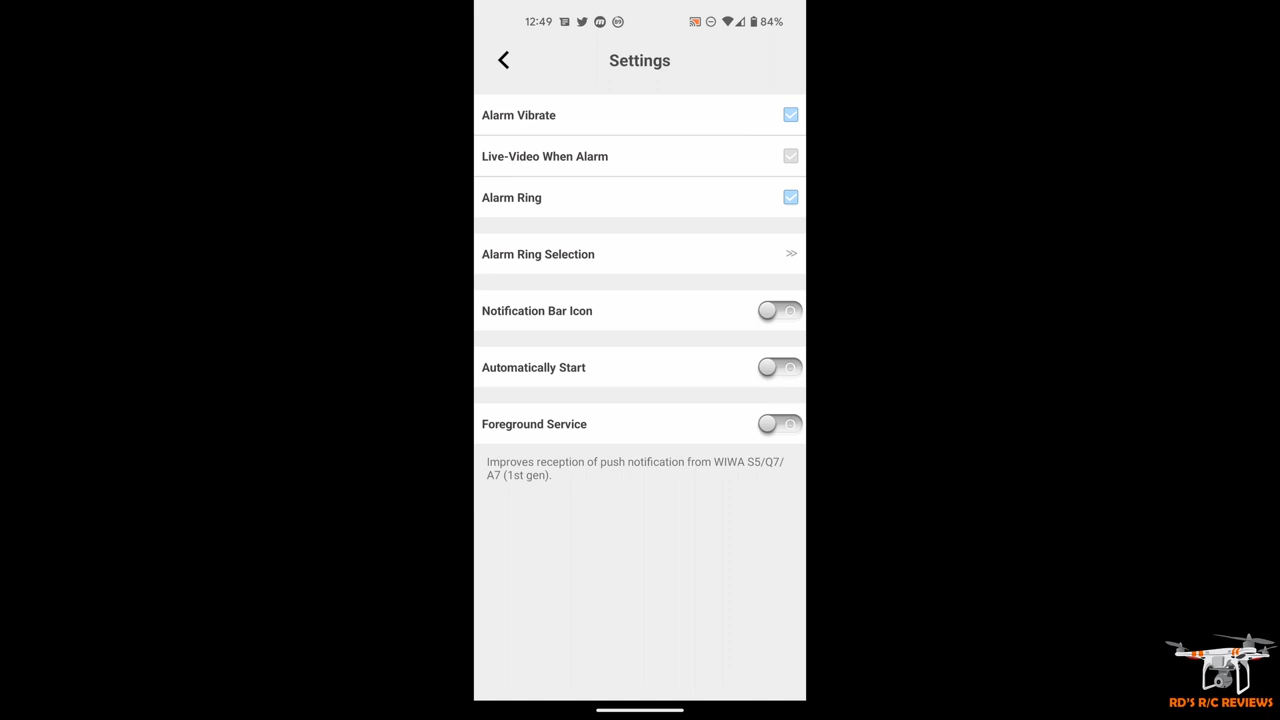 12:49
84%
Settings
Alarm Vibrate
Live-Video When Alarm
Alarm Ring
Alarm Ring Selection
>>
Notification Bar Icon
Automatically Start
Foreground Service
Improves reception of push notification from WIWA S5/Q7/
A7 (1st gen).
RD'S R/C REVIEWS